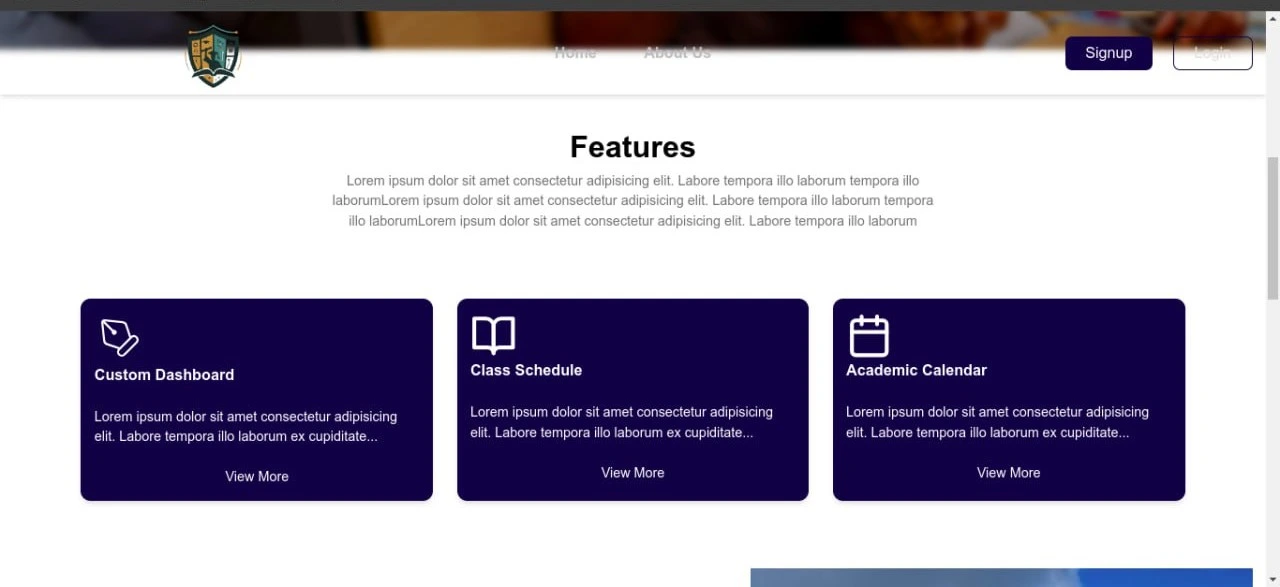 Home About Us Signup Login
Features
Lorem ipsum dolor sit amet consectetur adipisicing elit. Labore tempora illo laborum tempora illo
laborumLorem ipsum dolor sit amet consectetur adipisicing elit. Labore tempora illo laborum tempora
illo laborumLorem ipsum dolor sit amet consectetur adipisicing elit. Labore tempora illo laborum
Custom Dashboard
Lorem ipsum dolor sit amet consectetur adipisicing
elit. Labore tempora illo laborum ex cupiditate...
View More
Class Schedule
Lorem ipsum dolor sit amet consectetur adipisicing
elit. Labore tempora illo laborum ex cupiditate...
View More
Academic Calendar
Lorem ipsum dolor sit amet consectetur adipisicing
elit. Labore tempora illo laborum ex cupiditate...
View More